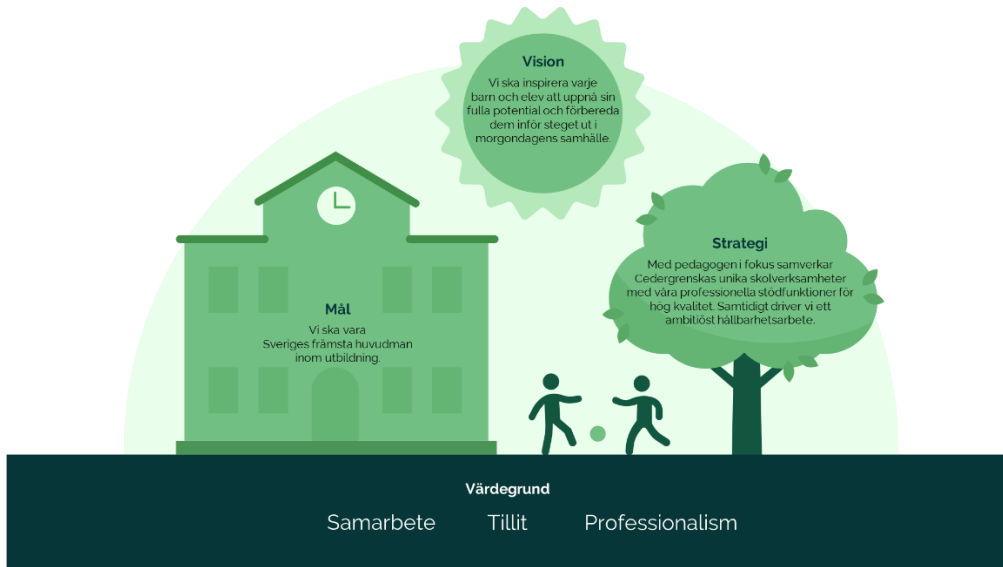 Vision
Vi ska inspirera varje
barn och elev att uppnå sin
fulla potential och förbereda
dem inför steget ut i
morgondagens samhälle.
Strategi
Med pedagogen i fokus samverkar
Cedergrenskas unika skolverksamheter
med våra professionella stödfunktioner för
hög kvalitet. Samtidigt driver vi ett
ambitiöst hållbarhetsarbete.
Mål
Vi ska vara
Sveriges främsta huvudman
inom utbildning.
Värdegrund
Samarbete Tillit Professionalism